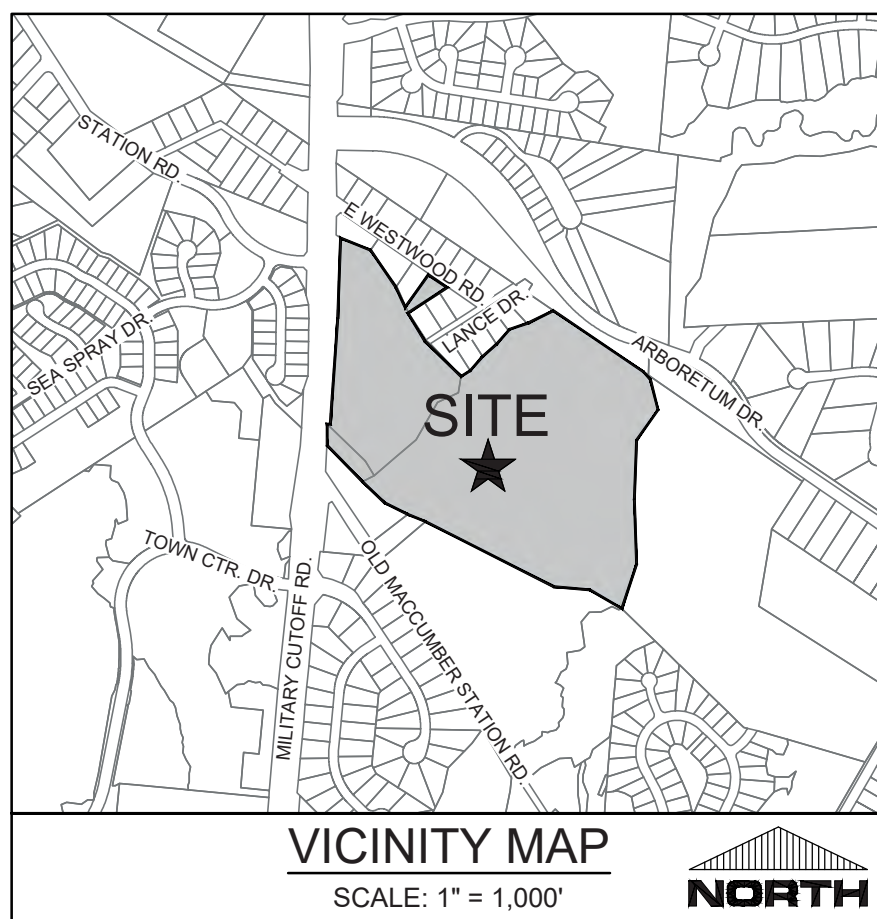 STATION RD.
E WESTWOOD RD.
LANCE DR.
SEA SPRAY DR.
ARBORETUM DR.
SITE
TOWN CTR. DR.
OLD MACCUMBER STATION RD.
MILITARY CUTOFF RD.
VICINITY MAP
SCALE: 1" = 1,000'
NORTH